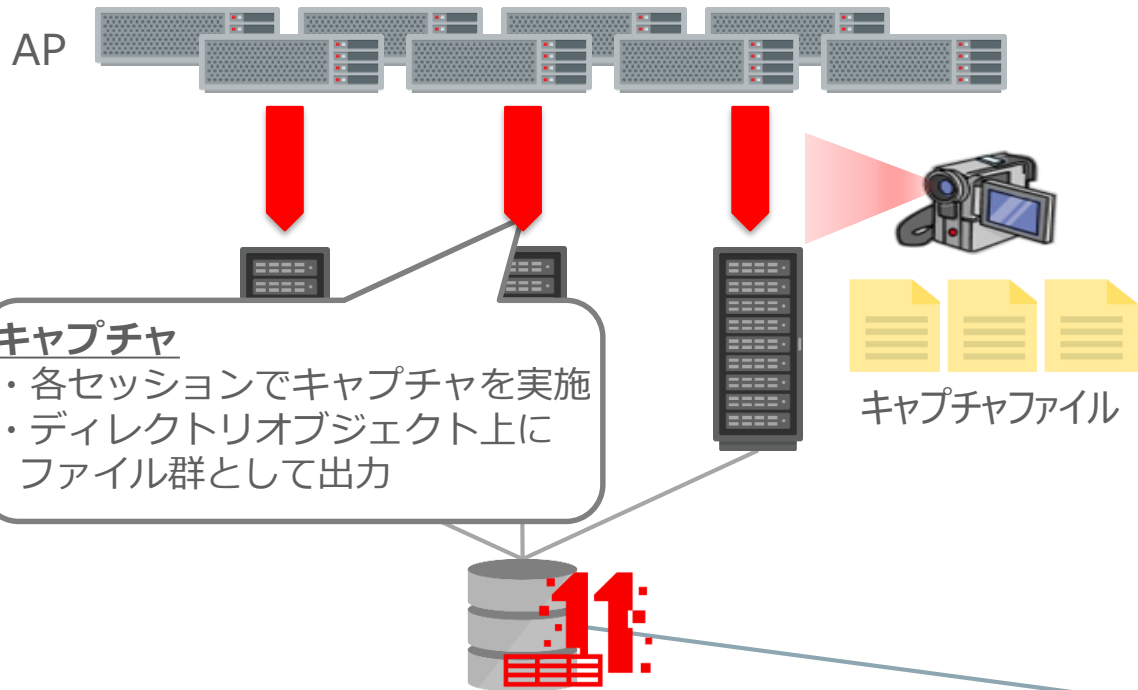 AP
キャプチャ
・各セッションでキャプチャを実施
・ディレクトリオブジェクト上に
ファイル群として出力
キャプチャファイル
11